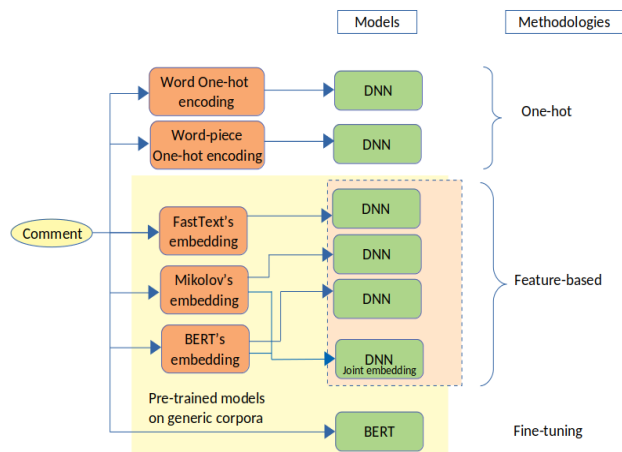 Models
Methodologies
Word One-hot
encoding
DNN
One-hot
Word-piece
One-hot encoding
DNN
Comment
FastText's
embedding
DNN
Mikolov's
embedding
DNN
DNN
Feature-based
BERT's
embedding
DNN
Joint embedding
Pre-trained models
on generic corpora
BERT
Fine-tuning